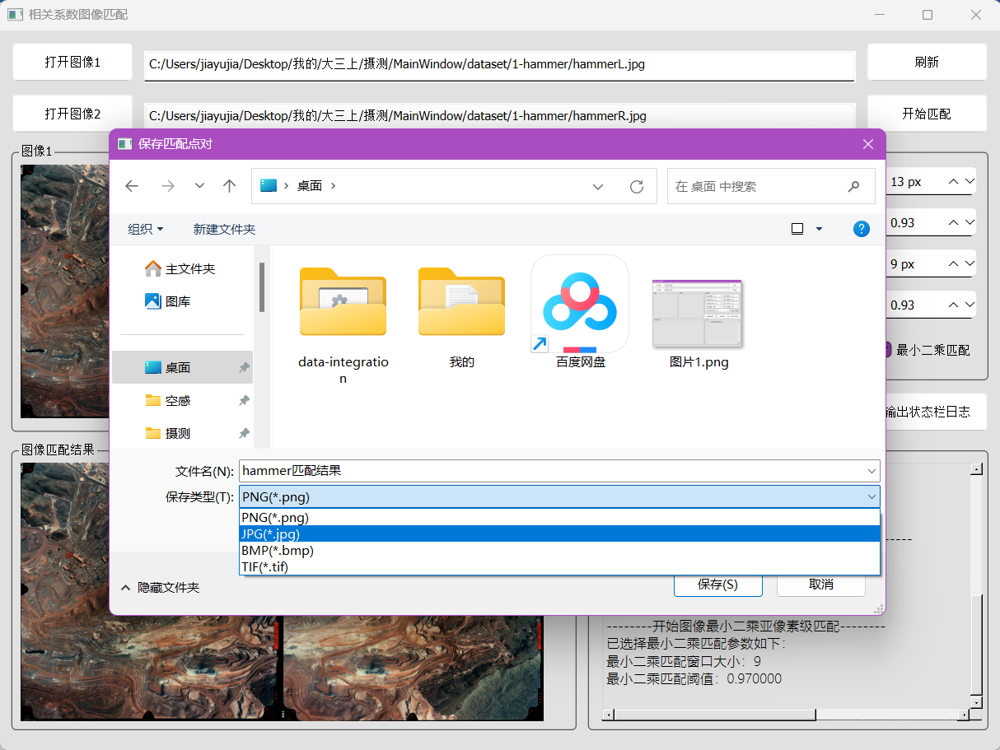 相关系数图像匹配
打开图像1
C:/Users/jiayujia/Desktop/我的/大三上/摄测/MainWindow/dataset/1-hammer/hammerL.jpg
刷新
打开图像2
C:/Users/jiayujia/Desktop/我的/大三上/摄测/MainWindow/dataset/1-hammer/hammerR.jpg
开始匹配
图像1
保存匹配点对
桌面
在 桌面 中搜索
13 px
组织
新建文件夹
0.93
主文件夹
图库
9 px
0.93
桌面
空感
摄测
data-integratio
n
我的
百度网盘
图片1.png
最小二乘匹配
输出状态栏日志
图像匹配结果
文件名(N):
hammer匹配结果
保存类型(T):
PNG(*.png)
PNG(*.png)
JPG(*.jpg)
BMP(*.bmp)
TIF(*.tif)
-----
隐藏文件夹
保存(S)
取消
--------开始图像最小二乘亚像素级匹配--------
已选择最小二乘匹配参数如下：
最小二乘匹配窗口大小：9
最小二乘匹配阈值：0.970000